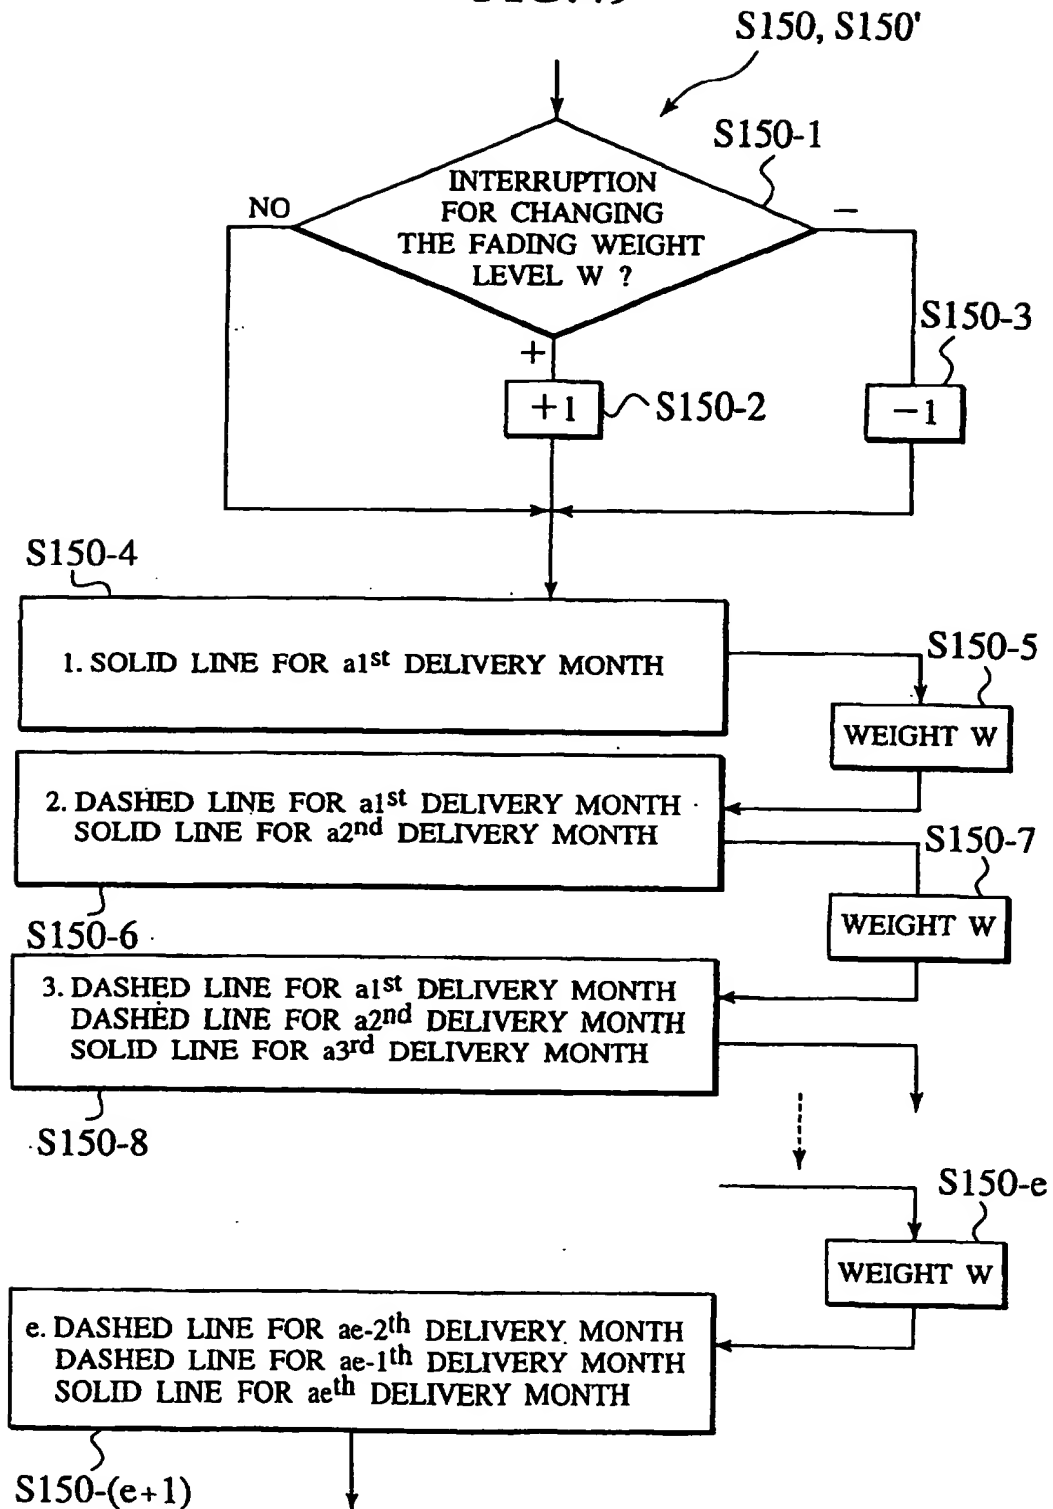 S150, S150'
S150-1
INTERRUPTION
FOR CHANGING
THE FADING WEIGHT
LEVEL W ?
NO
−
+
S150-3
+1
S150-2
−1
S150-4
1. SOLID LINE FOR a1st DELIVERY MONTH
S150-5
WEIGHT W
2. DASHED LINE FOR a1st DELIVERY MONTH
SOLID LINE FOR a2nd DELIVERY MONTH
S150-7
WEIGHT W
S150-6
3. DASHED LINE FOR a1st DELIVERY MONTH
DASHED LINE FOR a2nd DELIVERY MONTH
SOLID LINE FOR a3rd DELIVERY MONTH
S150-8
S150-e
WEIGHT W
e. DASHED LINE FOR ae-2th DELIVERY MONTH
DASHED LINE FOR ae-1th DELIVERY MONTH
SOLID LINE FOR aeth DELIVERY MONTH
S150-(e+1)